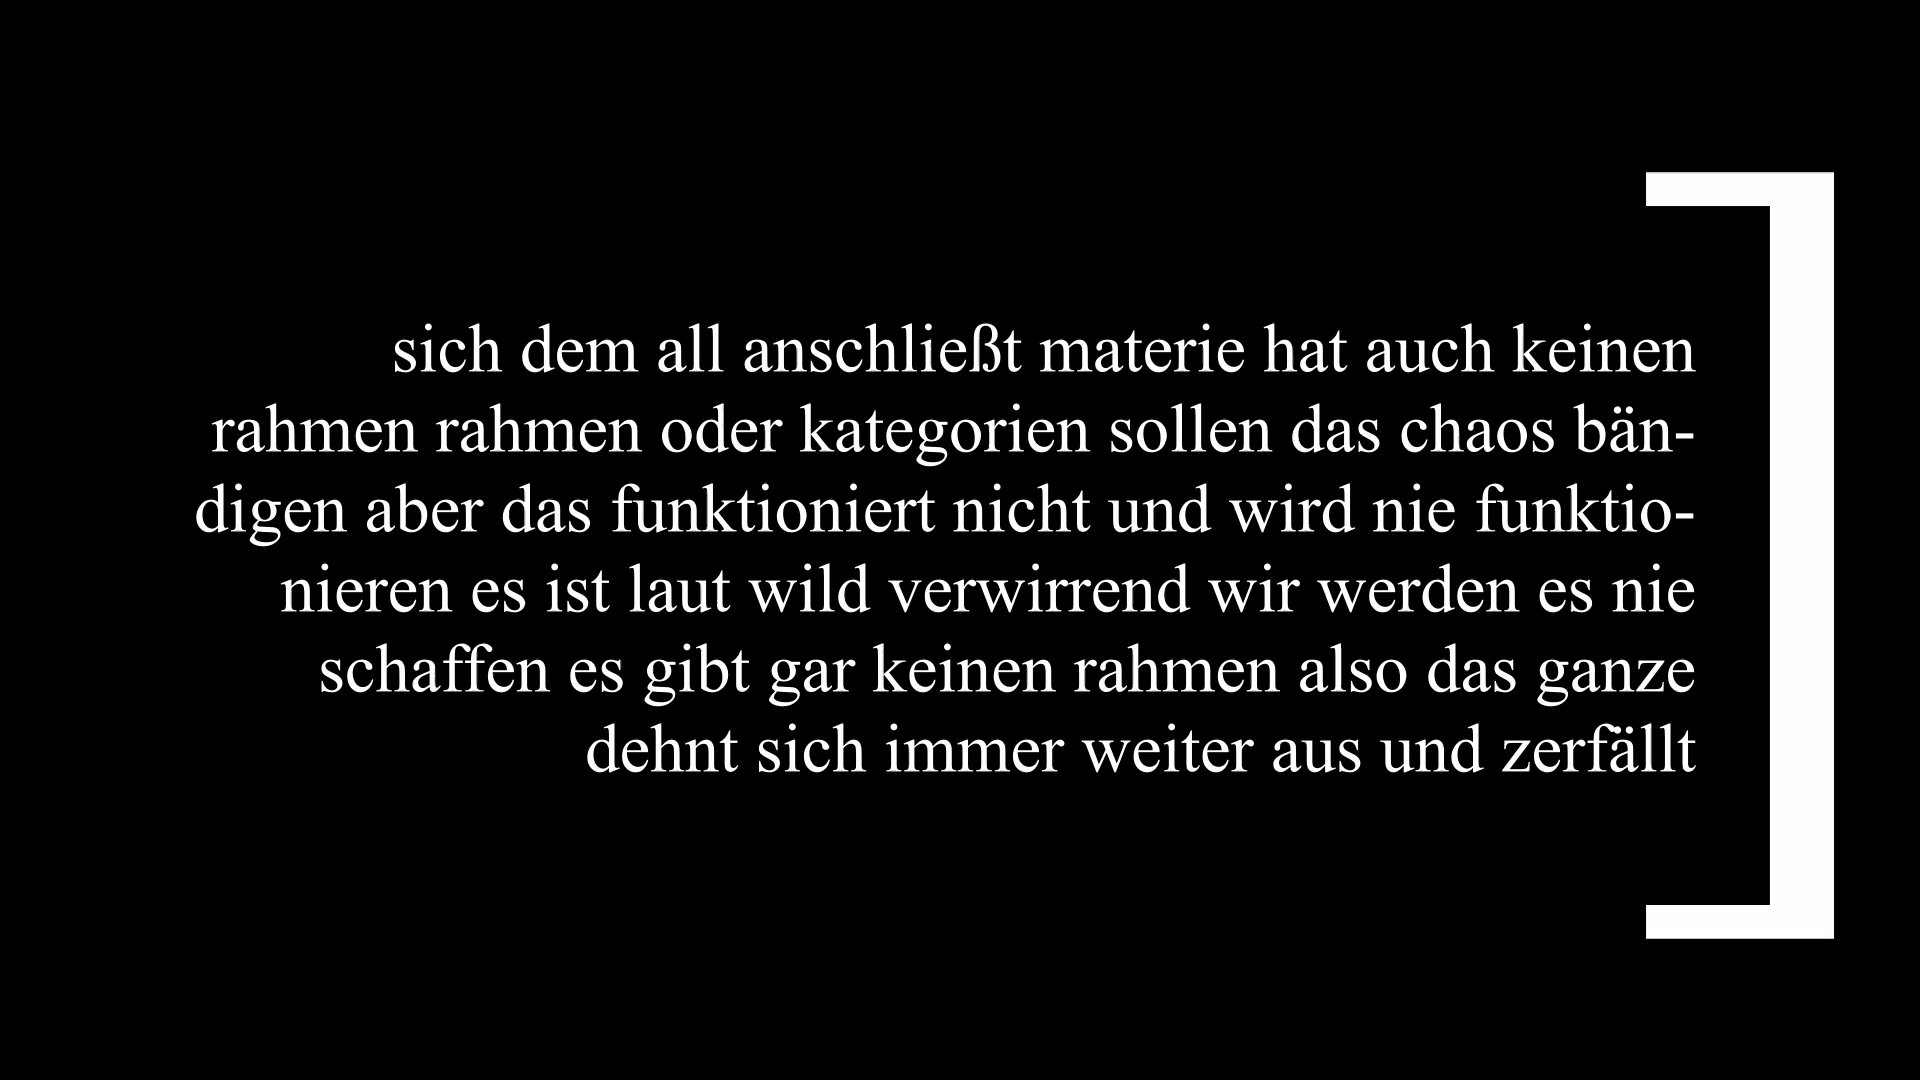 sich dem all anschließt materie hat auch keinen
rahmen rahmen oder kategorien sollen das chaos bän-
digen aber das funktioniert nicht und wird nie funktio-
nieren es ist laut wild verwirrend wir werden es nie
schaffen es gibt gar keinen rahmen also das ganze
dehnt sich immer weiter aus und zerfällt
]